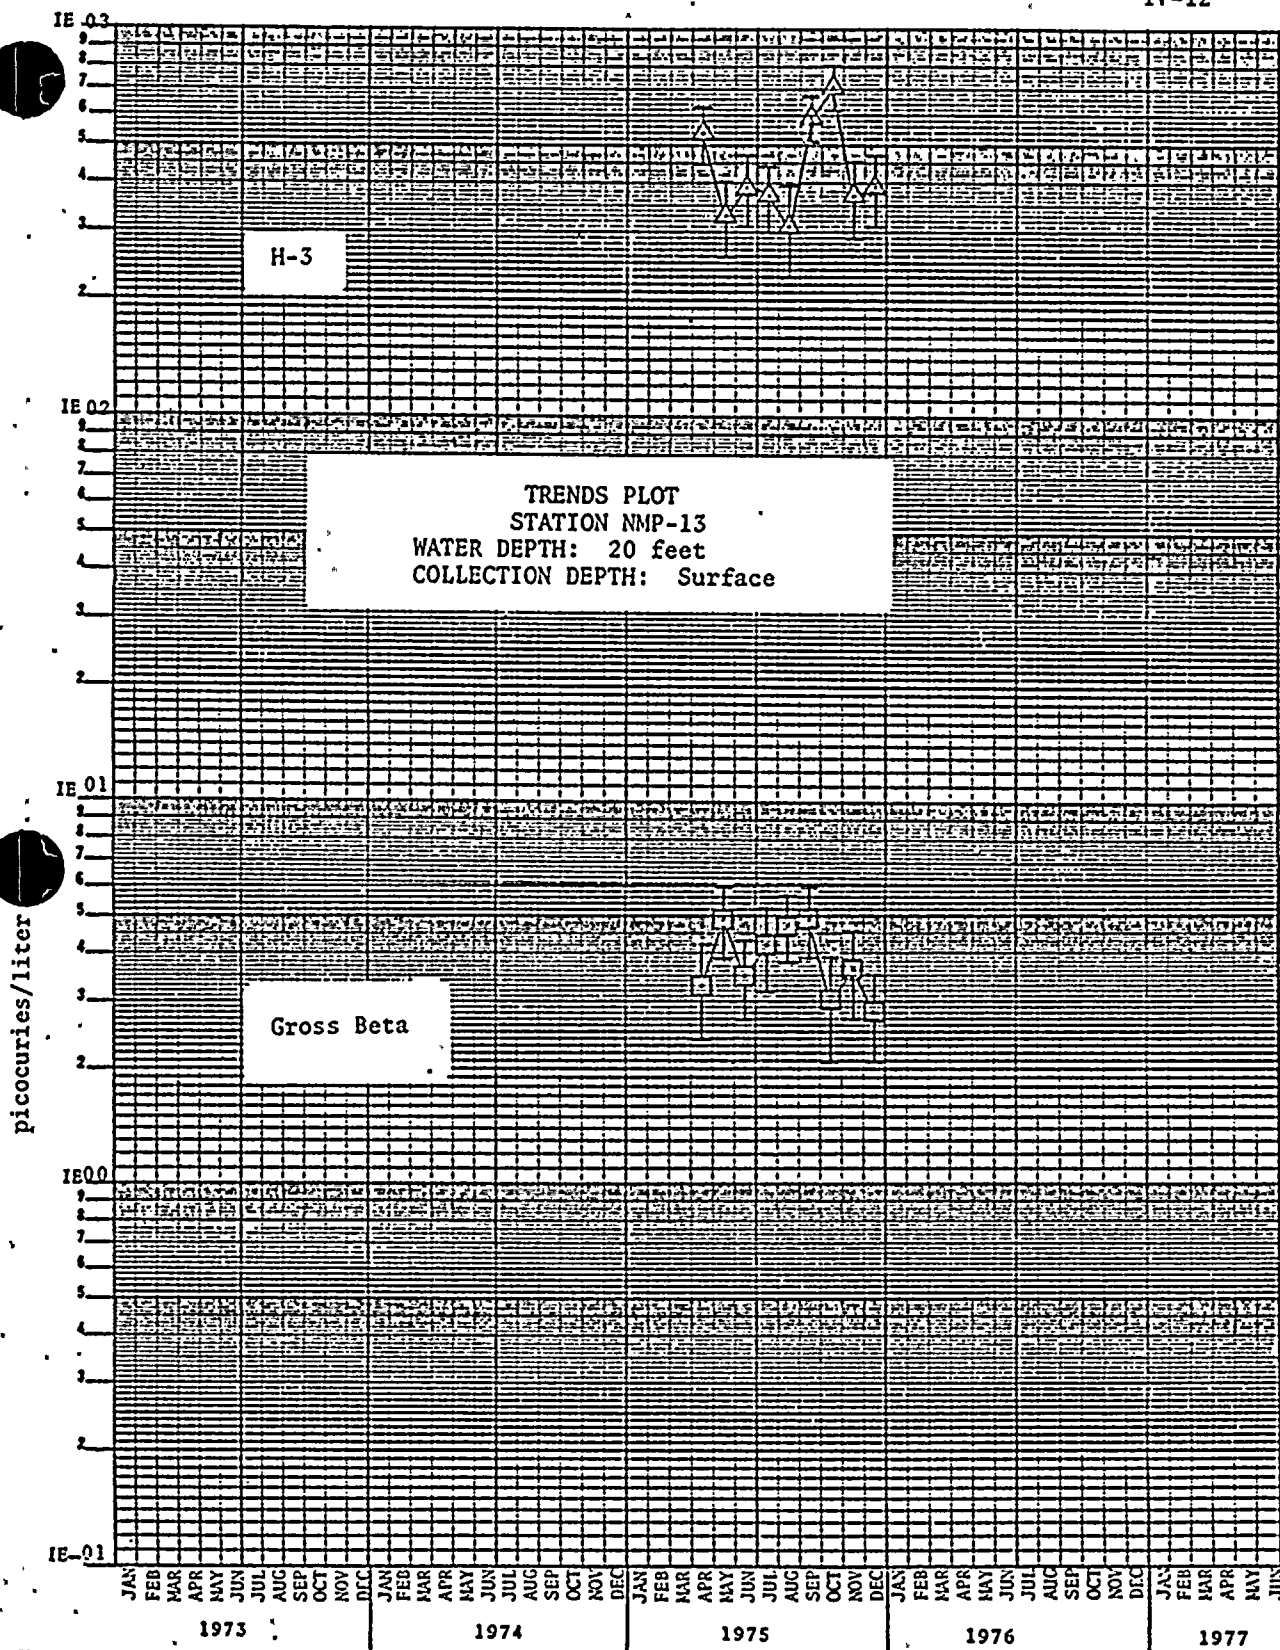 IV-12
IE 03
9
8
7
6
5
4
3
2
H-3
IE 02
9
8
7
6
5
4
3
2
TRENDS PLOT
STATION NMP-13
WATER DEPTH: 20 feet
COLLECTION DEPTH: Surface
IE 01
9
8
7
6
5
4
3
2
picocuries/liter
Gross Beta
IE00
9
8
7
6
5
4
3
2
IE-01
JAN FEB MAR APR MAY JUN JUL AUG SEP OCT NOV DEC JAN FEB MAR APR MAY JUN JUL AUG SEP OCT NOV DEC JAN FEB MAR APR MAY JUN JUL AUG SEP OCT NOV DEC JAN FEB MAR APR MAY JUN JUL AUG SEP OCT NOV DEC JAN FEB MAR APR MAY JUN
1973 1974 1975 1976 1977